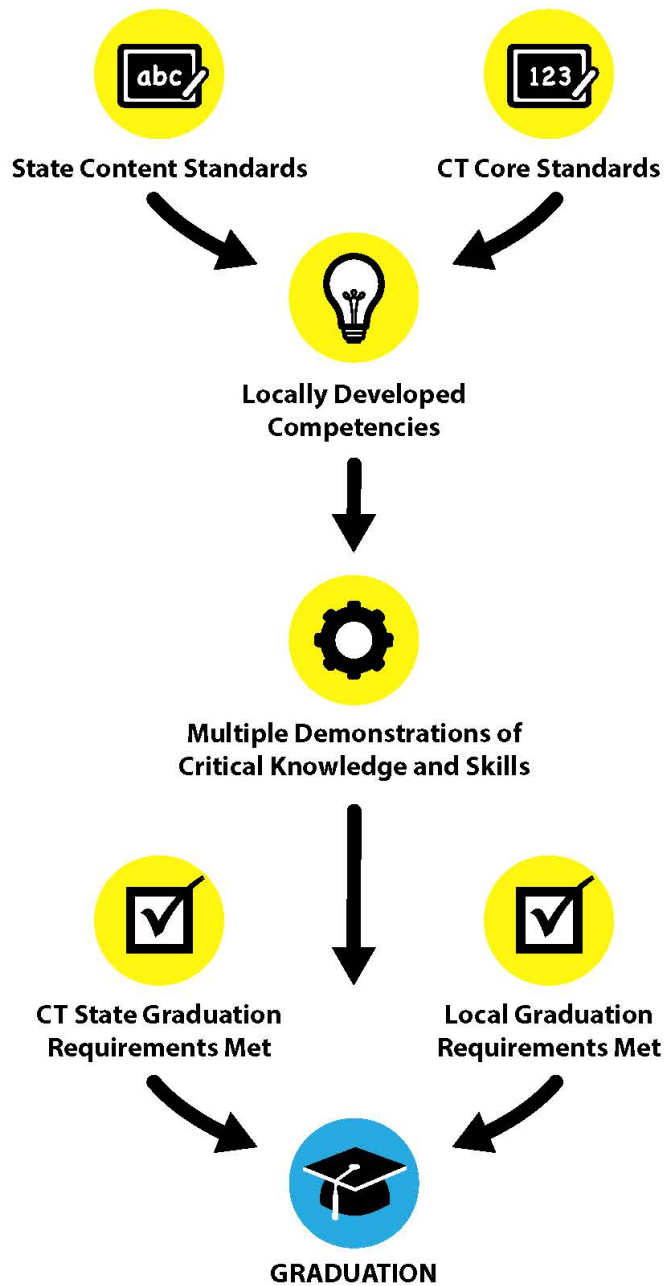 abc
123
State Content Standards
CT Core Standards
Locally Developed
Competencies
Multiple Demonstrations of
Critical Knowledge and Skills
CT State Graduation
Requirements Met
Local Graduation
Requirements Met
GRADUATION